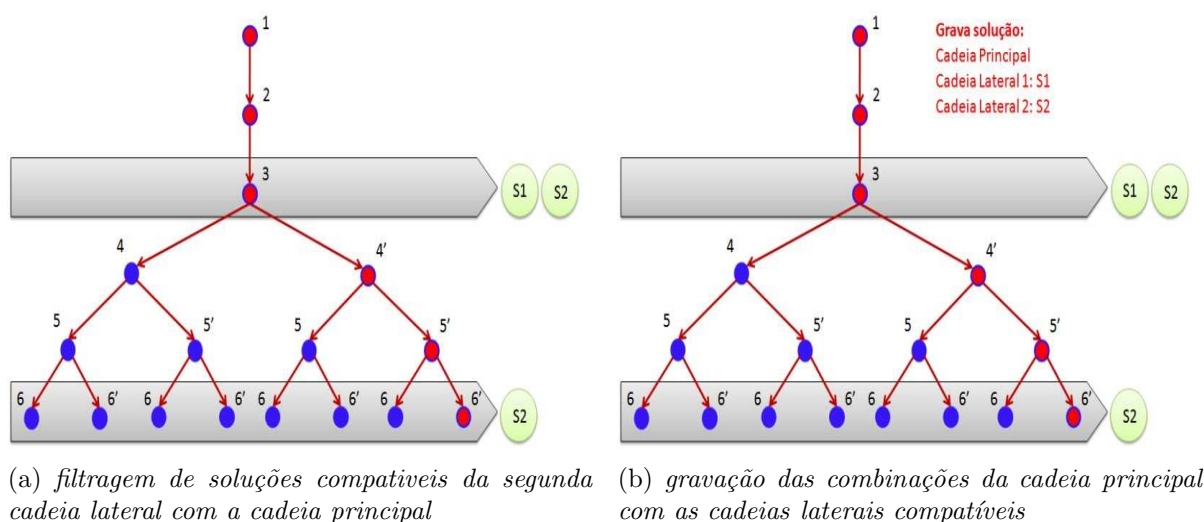 1
2
3
S1 S2
4 4’
5 5’ 5 5’
6 6’ 6 6’ 6 6’ 6 6’
S2
(a) filtragem de soluções compativeis da segunda
cadeia lateral com a cadeia principal
1
Grava solução:
Cadeia Principal
Cadeia Lateral 1: S1
Cadeia Lateral 2: S2
2
3
S1 S2
4 4’
5 5’ 5 5’
6 6’ 6 6’ 6 6’ 6 6’
S2
(b) gravação das combinações da cadeia principal
com as cadeias laterais compatíveis